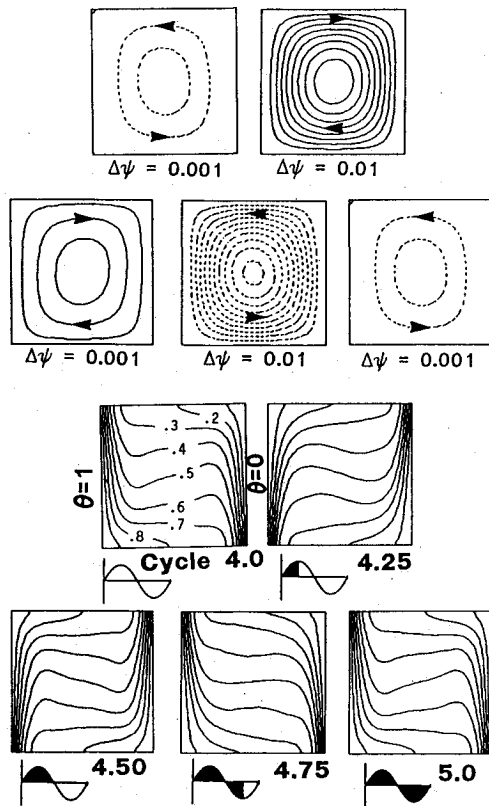 Δψ = 0.001
Δψ = 0.01
Δψ = 0.001
Δψ = 0.01
Δψ = 0.001
θ=1
.2
.3
.4
.5
.6
.7
.8
θ=0
Cycle 4.0
4.25
4.50
4.75
5.0